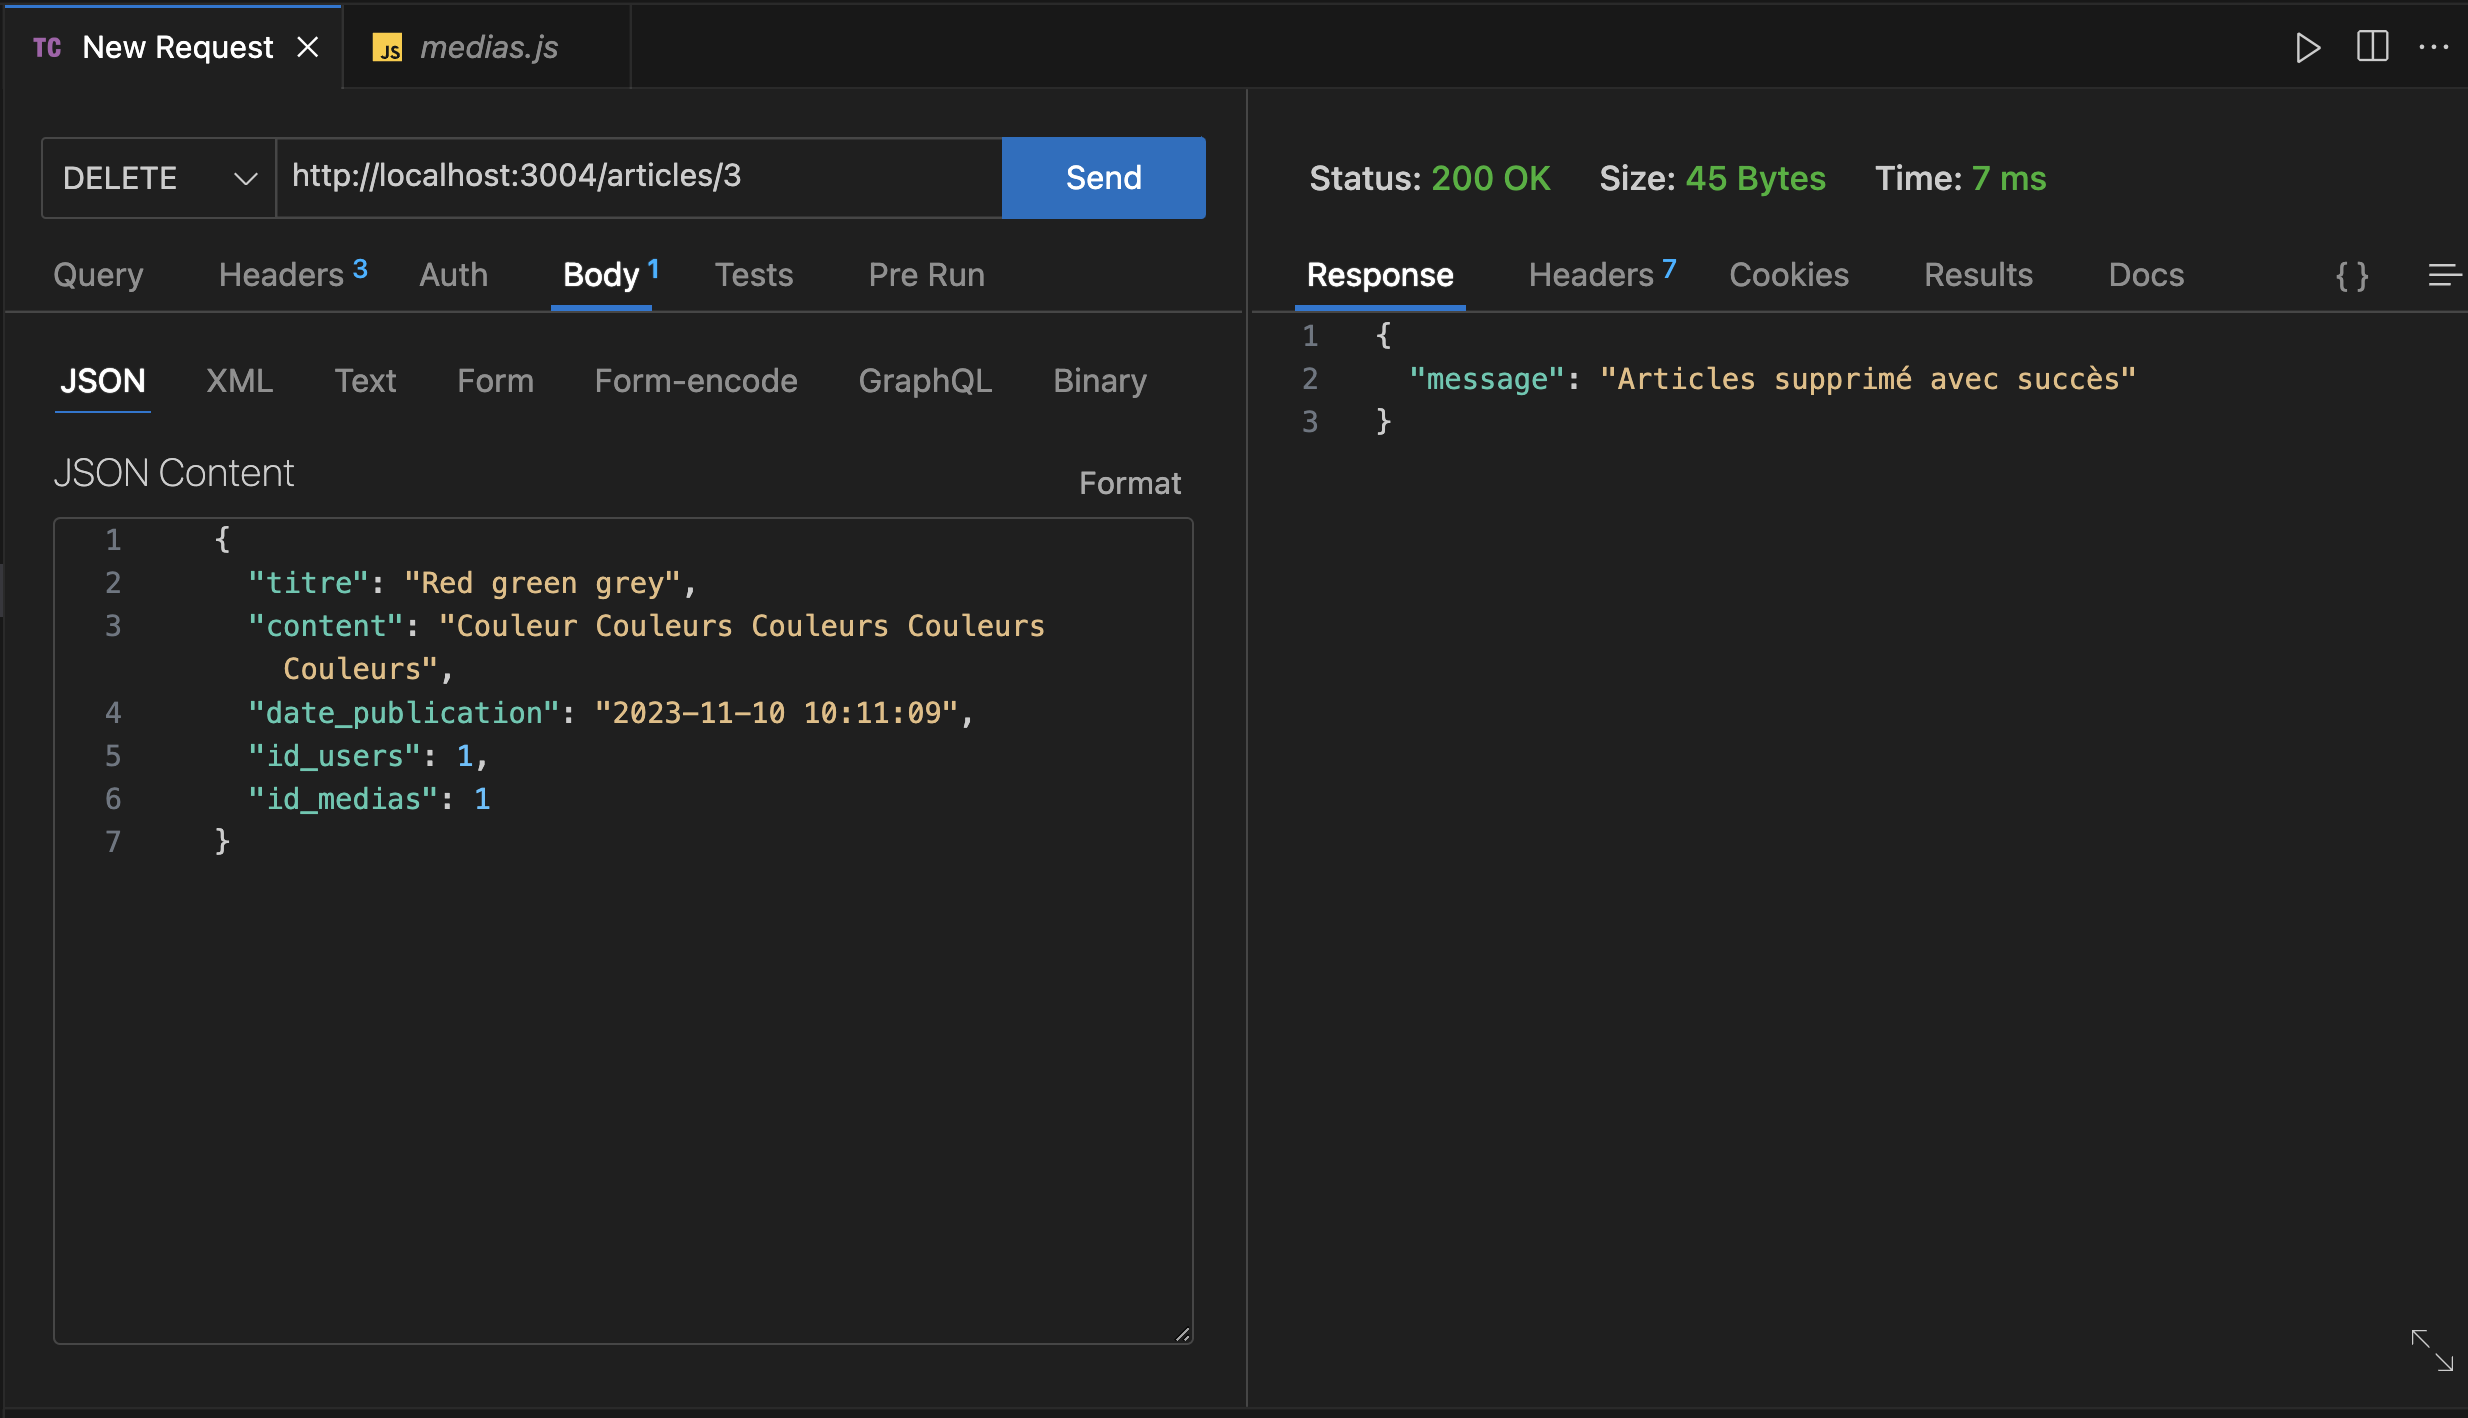 TC New Request
JS medias.js
DELETE http://localhost:3004/articles/3 Send
Query Headers 3 Auth Body 1 Tests Pre Run
JSON XML Text Form Form-encode GraphQL Binary
JSON Content
Format
1 {
2 "titre": "Red green grey",
3 "content": "Couleur Couleurs Couleurs Couleurs
Couleurs",
4 "date_publication": "2023-11-10 10:11:09",
5 "id_users": 1,
6 "id_medias": 1
7 }
Status: 200 OK Size: 45 Bytes Time: 7 ms
Response Headers 7 Cookies Results Docs { }
1 {
2 "message": "Articles supprimé avec succès"
3 }